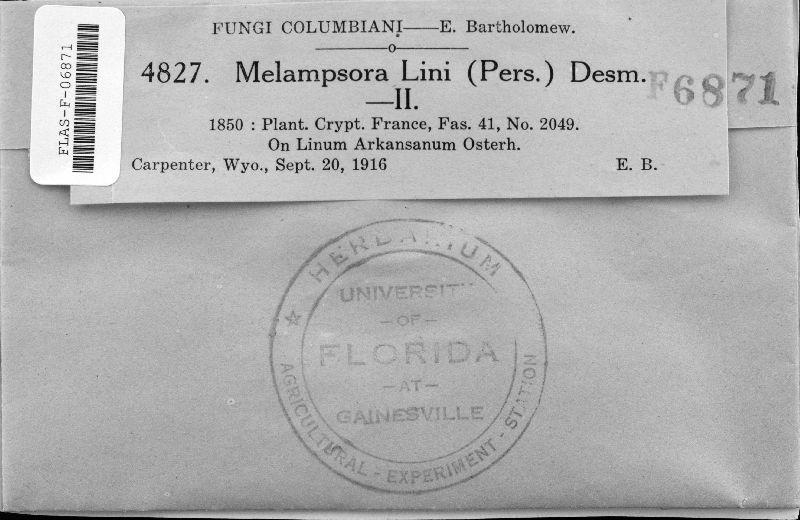 FUNGI COLUMBIANI——E. Bartholomew.
4827. Melampsora Lini (Pers.) Desm.
—II.
1850 : Plant. Crypt. France, Fas. 41, No. 2049.
On Linum Arkansanum Osterh.
Carpenter, Wyo., Sept. 20, 1916 E. B.
FLAS-F-06871
F6871
HERBARIUM
UNIVERSITY
—OF—
FLORIDA
—AT—
GAINESVILLE
AGRICULTURAL - EXPERIMENT - STATION